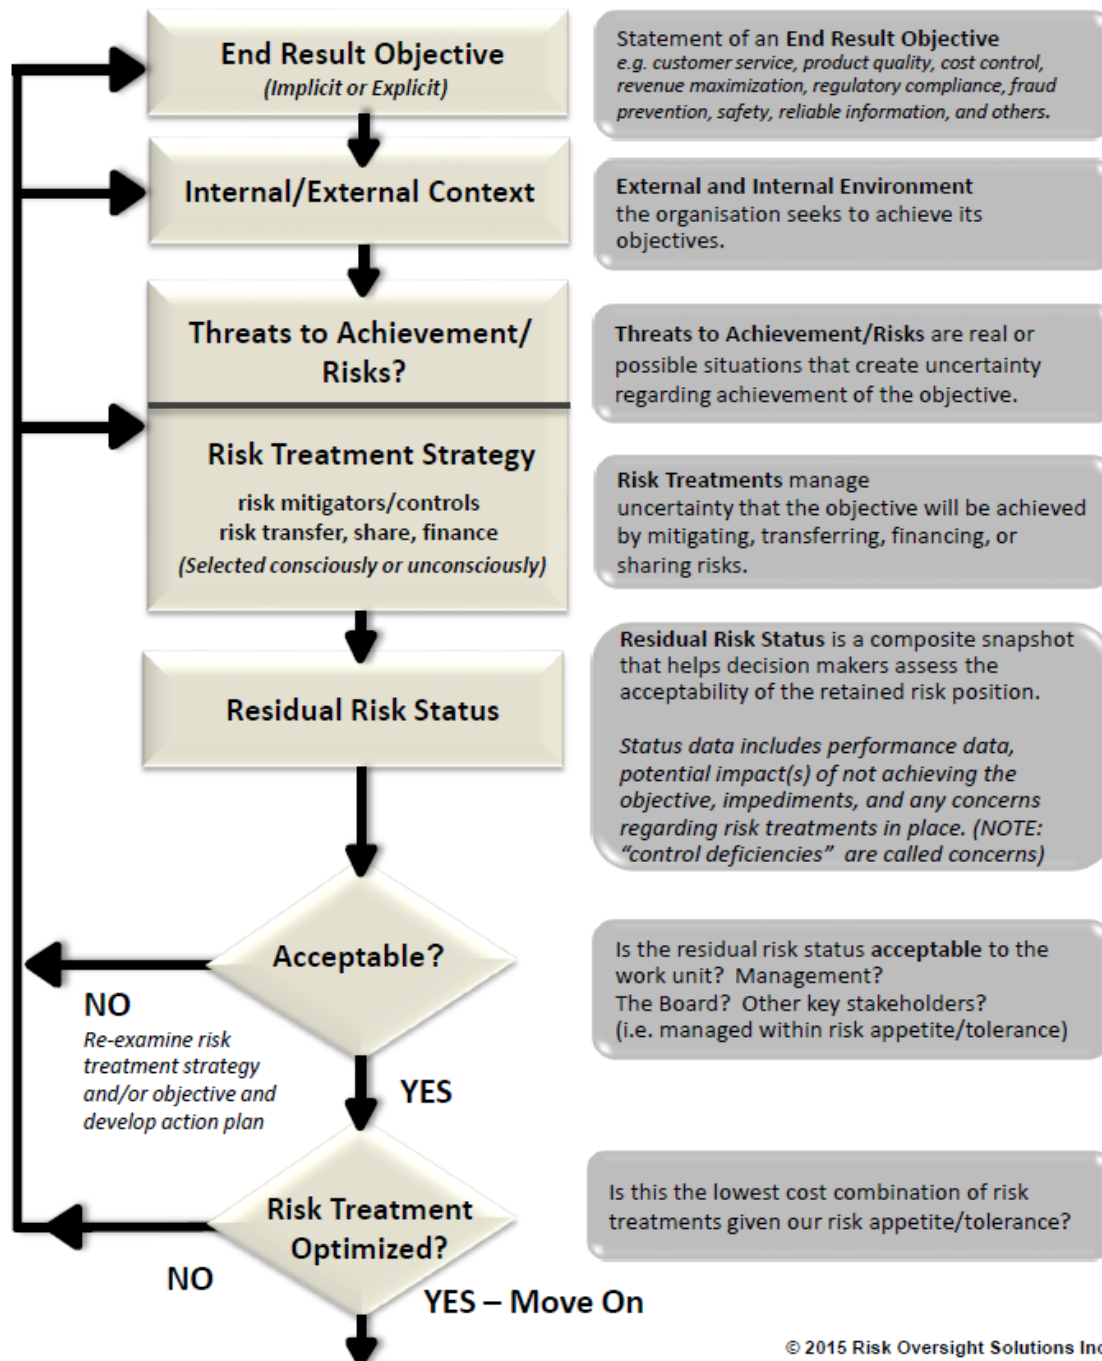 End Result Objective
(Implicit or Explicit)
Statement of an End Result Objective
e.g. customer service, product quality, cost control,
revenue maximization, regulatory compliance, fraud
prevention, safety, reliable information, and others.
Internal/External Context
External and Internal Environment
the organisation seeks to achieve its
objectives.
Threats to Achievement/
Risks?
Threats to Achievement/Risks are real or
possible situations that create uncertainty
regarding achievement of the objective.
Risk Treatment Strategy
risk mitigators/controls
risk transfer, share, finance
(Selected consciously or unconsciously)
Risk Treatments manage
uncertainty that the objective will be achieved
by mitigating, transferring, financing, or
sharing risks.
Residual Risk Status
Residual Risk Status is a composite snapshot
that helps decision makers assess the
acceptability of the retained risk position.
Status data includes performance data,
potential impact(s) of not achieving the
objective, impediments, and any concerns
regarding risk treatments in place. (NOTE:
“control deficiencies” are called concerns)
Acceptable?
Is the residual risk status acceptable to the
work unit? Management?
The Board? Other key stakeholders?
(i.e. managed within risk appetite/tolerance)
NO
Re-examine risk
treatment strategy
and/or objective and
develop action plan
YES
Risk Treatment
Optimized?
Is this the lowest cost combination of risk
treatments given our risk appetite/tolerance?
NO
YES – Move On
© 2015 Risk Oversight Solutions Inc